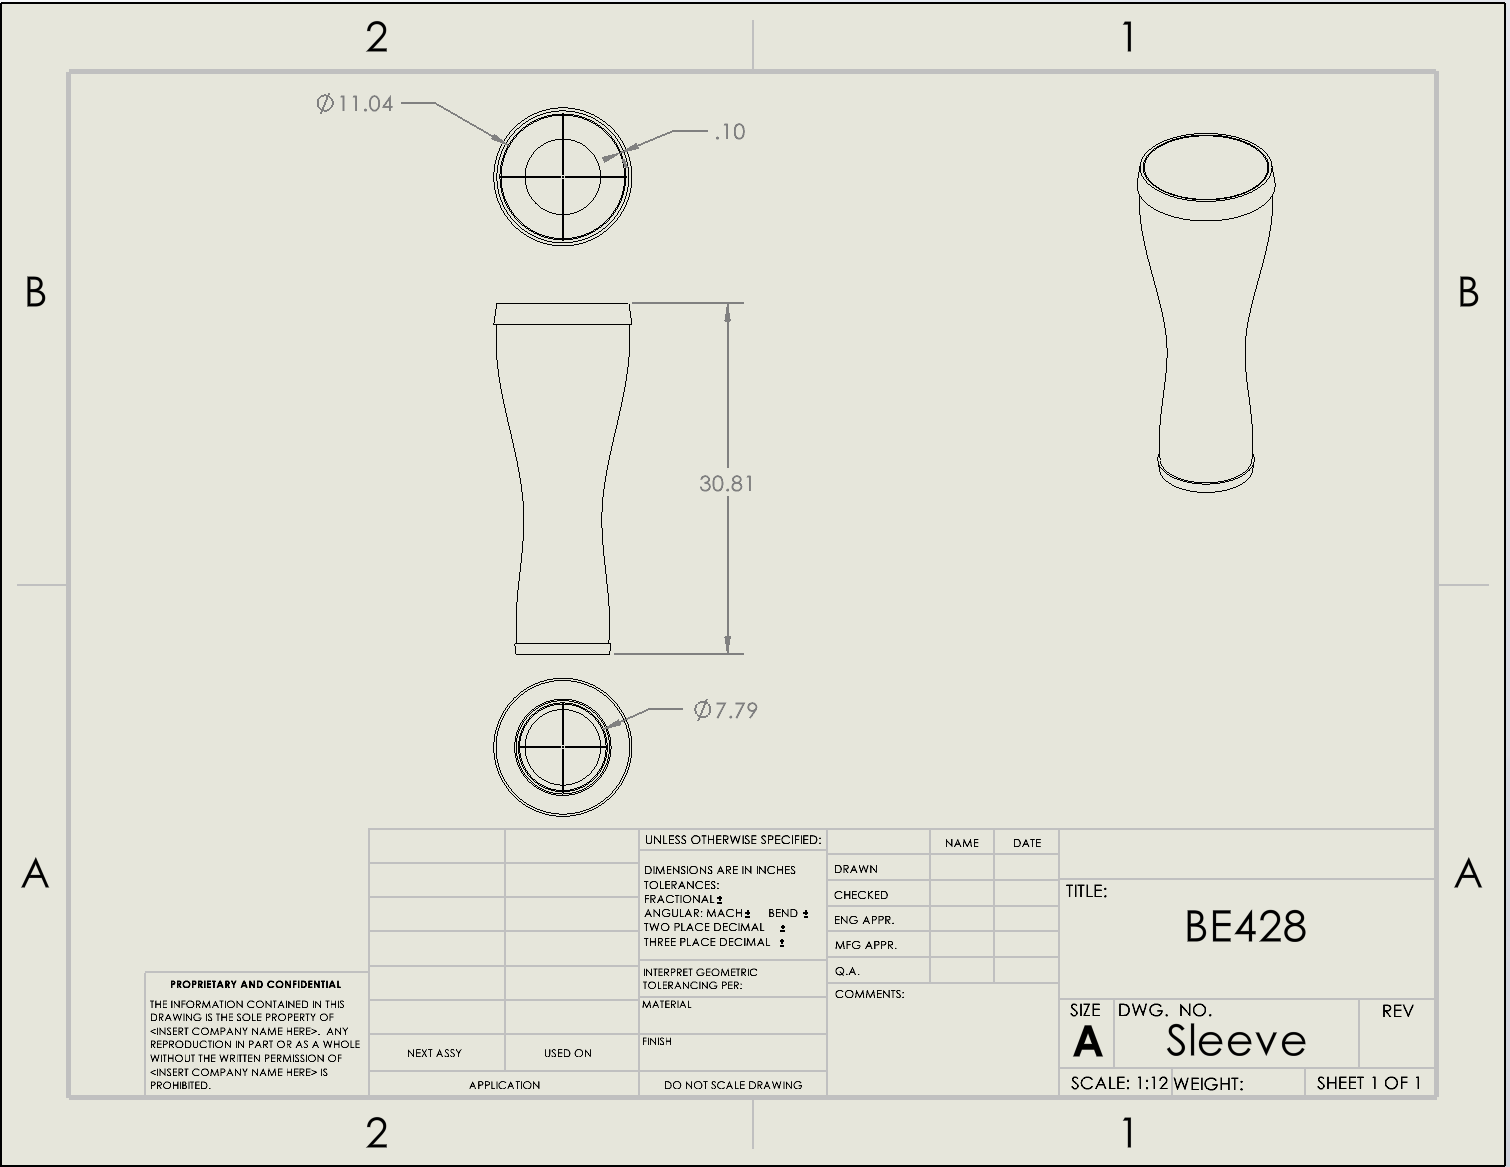 2
1
Ø11.04
.10
B
B
30.81
Ø7.79
A
A
UNLESS OTHERWISE SPECIFIED:
DIMENSIONS ARE IN INCHES
TOLERANCES:
FRACTIONAL±
ANGULAR: MACH± BEND ±
TWO PLACE DECIMAL ±
THREE PLACE DECIMAL ±
INTERPRET GEOMETRIC
TOLERANCING PER:
MATERIAL
FINISH
DO NOT SCALE DRAWING
NAME DATE
DRAWN
CHECKED
ENG APPR.
MFG APPR.
Q.A.
COMMENTS:
TITLE:
BE428
SIZE DWG. NO. REV
A Sleeve
SCALE: 1:12 WEIGHT: SHEET 1 OF 1
PROPRIETARY AND CONFIDENTIAL
THE INFORMATION CONTAINED IN THIS
DRAWING IS THE SOLE PROPERTY OF
<INSERT COMPANY NAME HERE>. ANY
REPRODUCTION IN PART OR AS A WHOLE
WITHOUT THE WRITTEN PERMISSION OF
<INSERT COMPANY NAME HERE> IS
PROHIBITED.
NEXT ASSY USED ON
APPLICATION
2
1